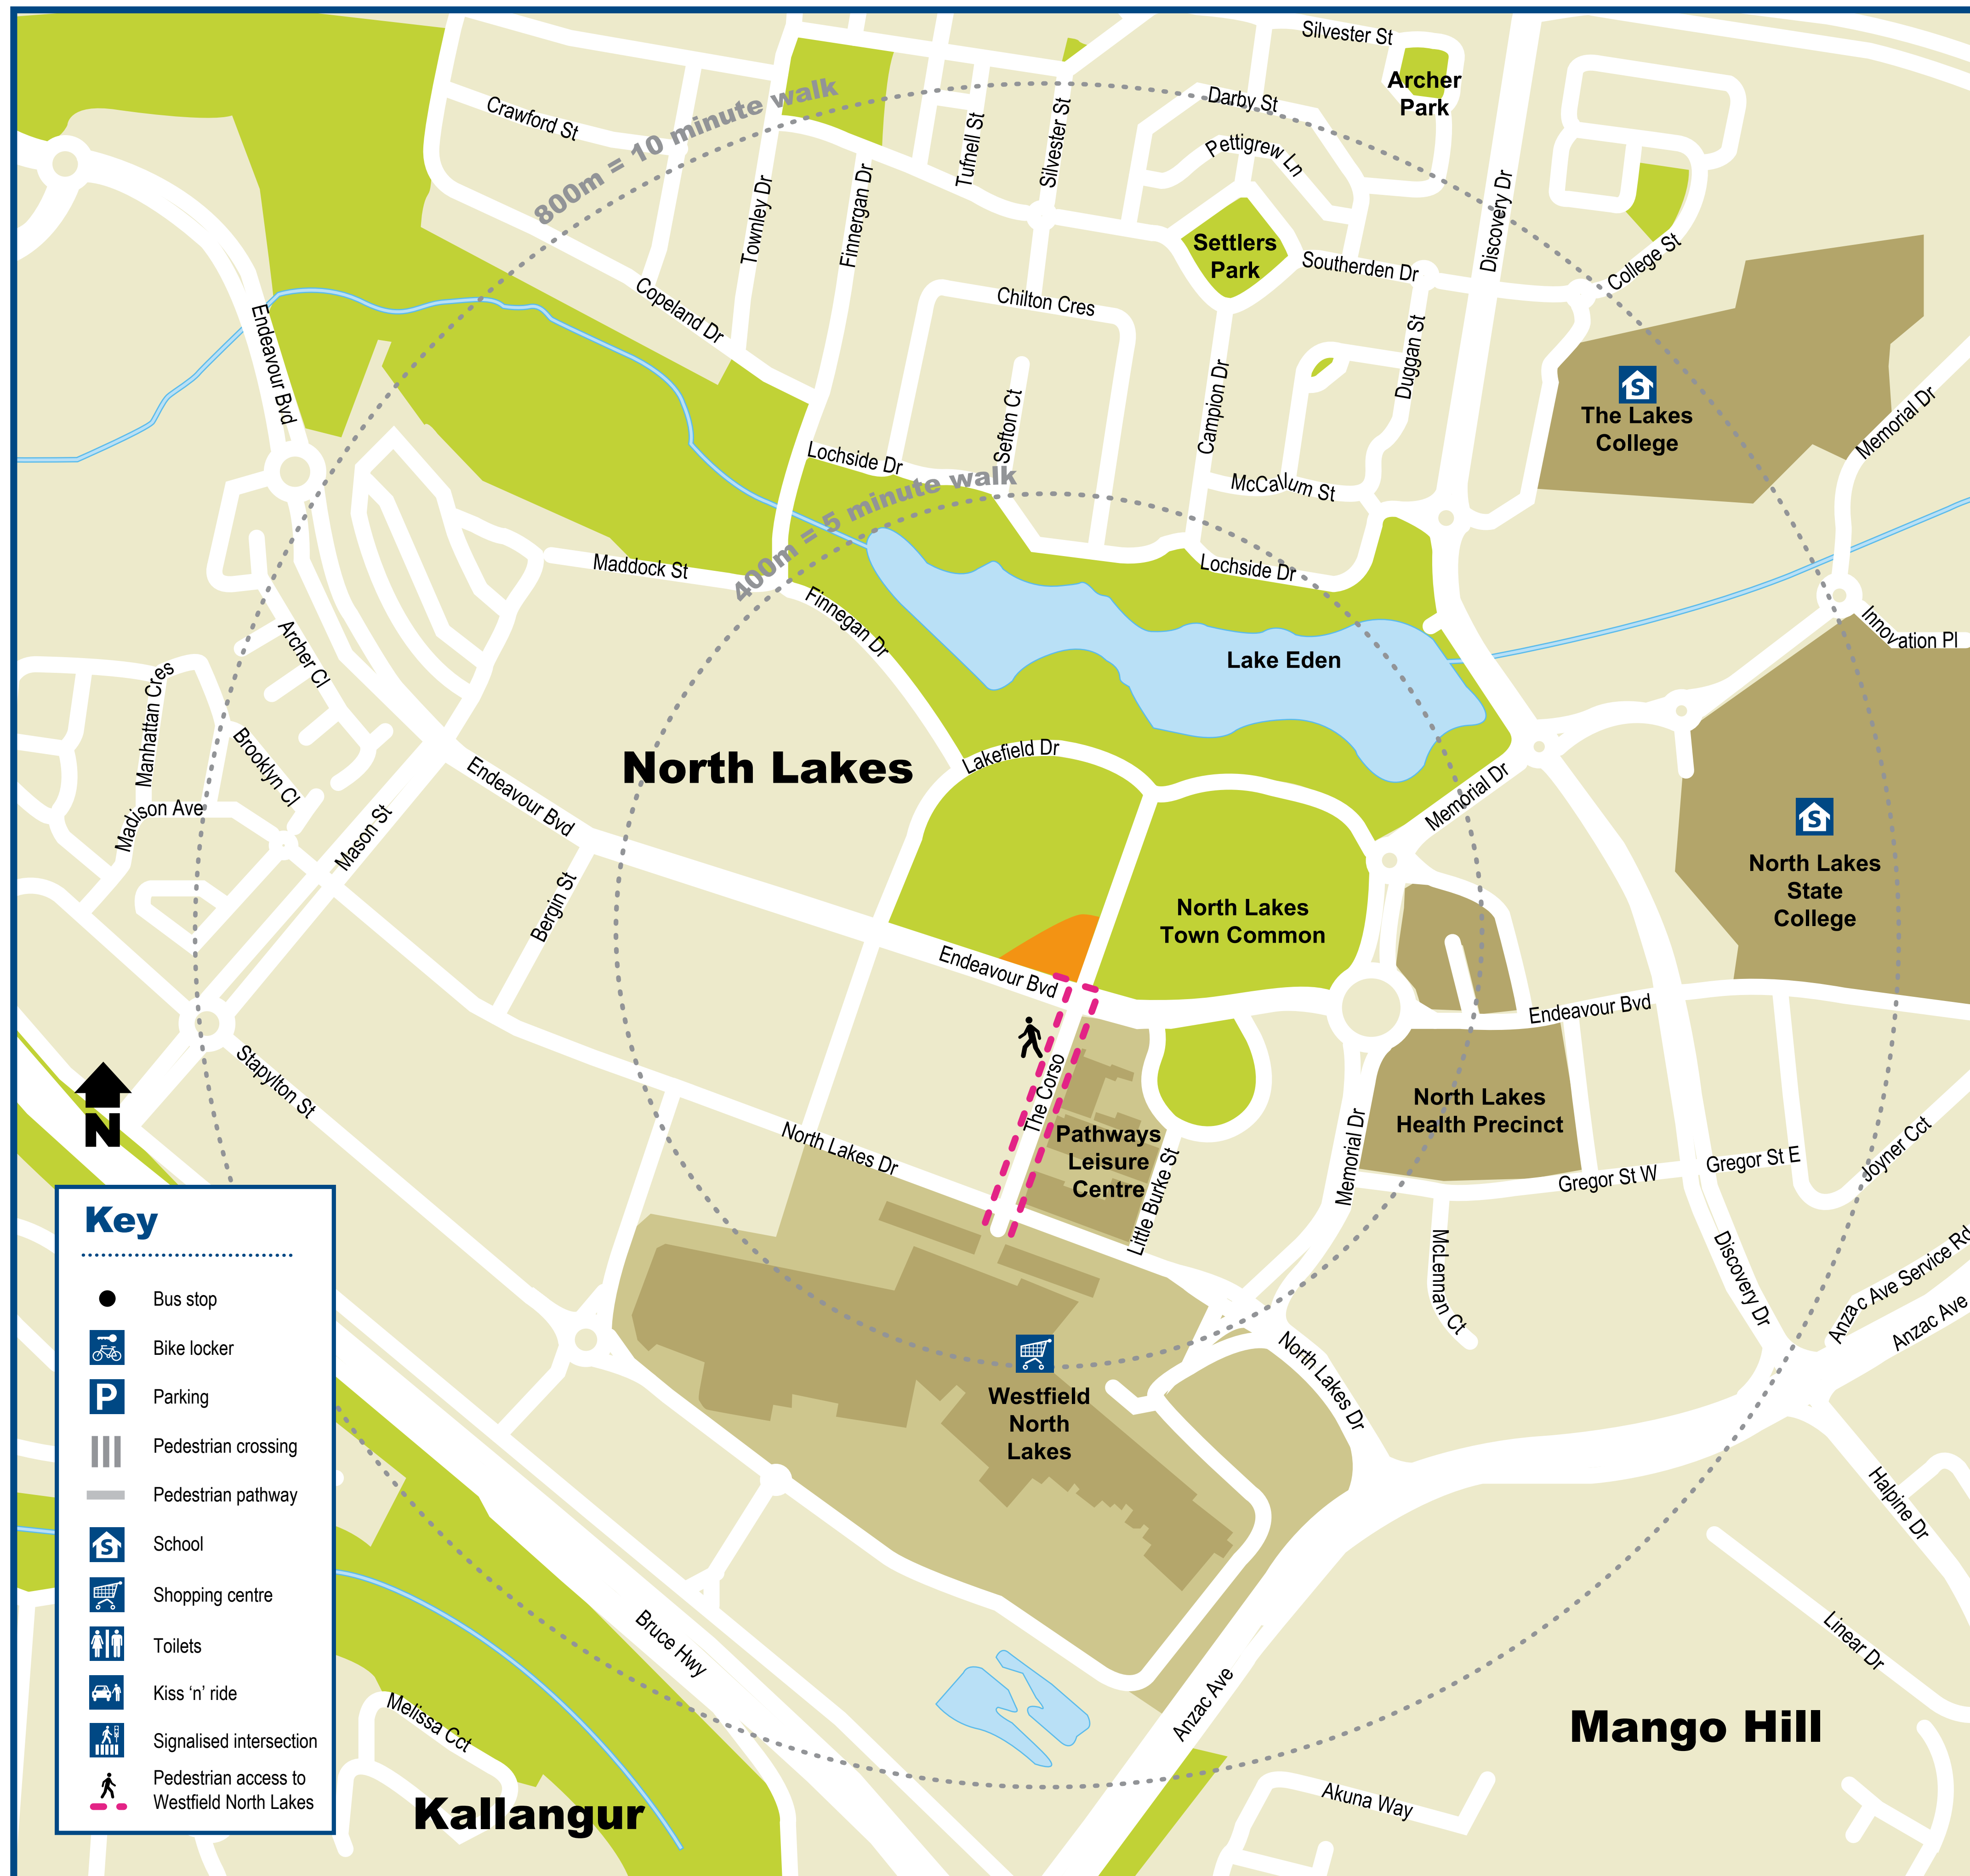 Silvester St
Archer
Park
800m = 10 minute walk
Crawford St
Tufnell St
Silvester St
Darby St
Pettigrew Ln
Townley Dr
Finnergan Dr
Discovery Dr
Settlers
Park
Southerden Dr
College St
Copeland Dr
Chilton Cres
Endeavour Bvd
Duggan St
Campion Dr
Sefton Ct
The Lakes
College
Memorial Dr
Lochside Dr
400m = 5 minute walk
McCallum St
Maddock St
Lochside Dr
Finnegan Dr
Innovation Pl
Archer Cl
Lake Eden
Manhattan Cres
Brooklyn Cl
North Lakes
Lakefield Dr
Endeavour Bvd
Memorial Dr
Madison Ave
Mason St
North Lakes
State
College
Bergin St
North Lakes
Town Common
Endeavour Bvd
Endeavour Bvd
Stapylton St
N
The Corso
North Lakes
Health Precinct
Pathways
Leisure
Centre
North Lakes Dr
Little Burke St
Memorial Dr
Gregor St W
Gregor St E
Joyner Cct
McLennan Ct
Discovery Dr
Anzac Ave Service Rd
Anzac Ave
North Lakes Dr
Westfield
North
Lakes
Halpine Dr
Linear Dr
Bruce Hwy
Anzac Ave
Melissa Cct
Mango Hill
Akuna Way
Kallangur
Key
Bus stop
Bike locker
P
Parking
Pedestrian crossing
Pedestrian pathway
S
School
Shopping centre
Toilets
Kiss ‘n’ ride
Signalised intersection
Pedestrian access to
Westfield North Lakes
S
S